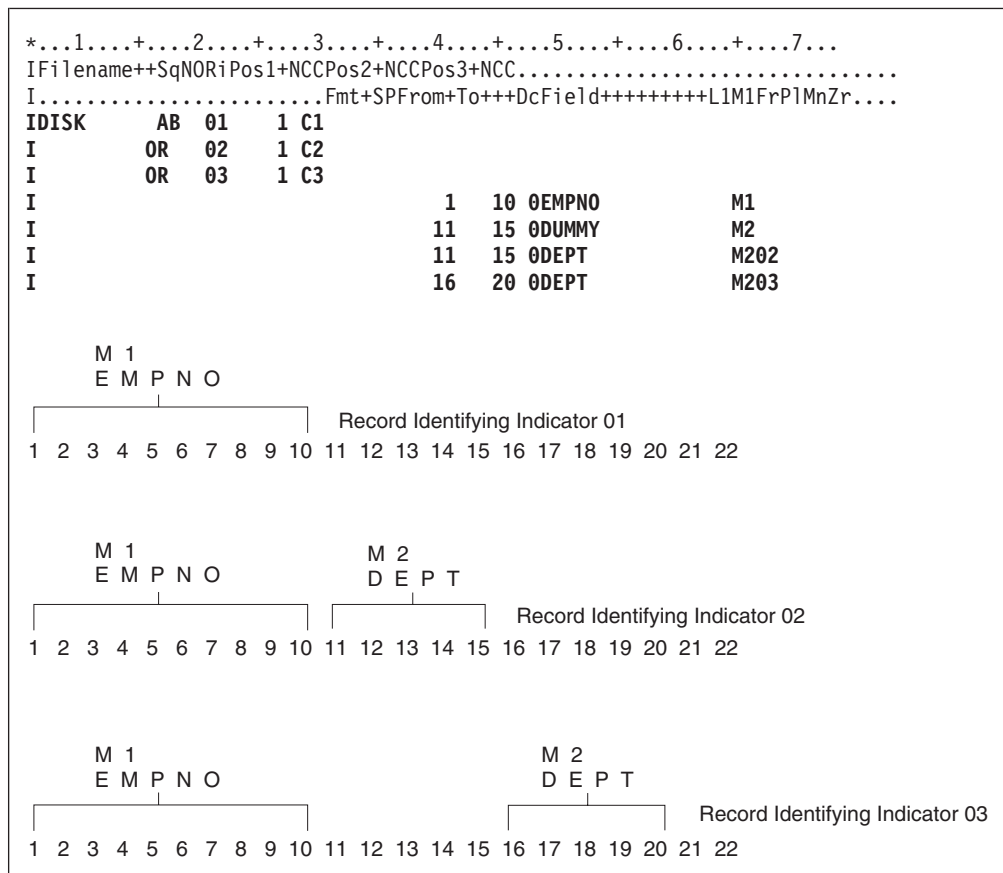 *...1....+....2....+....3....+....4....+....5....+....6....+....7...
IFilename++SqNORiPos1+NCCPos2+NCCPos3+NCC................................
I........................Fmt+SPFrom+To+++DcField+++++++++L1M1FrPlMnZr....
IDISK      AB  01    1 C1
I         OR   02    1 C2
I         OR   03    1 C3
I                                   1   10 0EMPNO           M1
I                                  11   15 0DUMMY           M2
I                                  11   15 0DEPT            M202
I                                  16   20 0DEPT            M203
M 1
E M P N O
Record Identifying Indicator 01
1 2 3 4 5 6 7 8 9 10 11 12 13 14 15 16 17 18 19 20 21 22
M 1 M 2
E M P N O D E P T
Record Identifying Indicator 02
1 2 3 4 5 6 7 8 9 10 11 12 13 14 15 16 17 18 19 20 21 22
M 1 M 2
E M P N O D E P T
Record Identifying Indicator 03
1 2 3 4 5 6 7 8 9 10 11 12 13 14 15 16 17 18 19 20 21 22